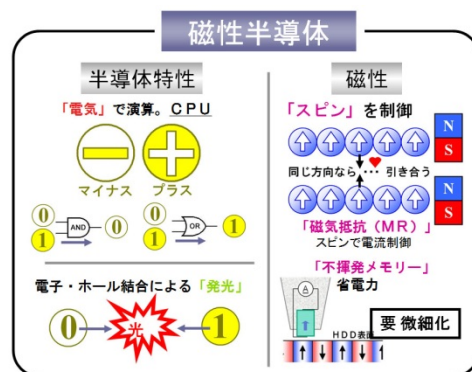 磁性半導体
半導体特性
「電気」で演算。CPU
マイナス プラス
0
1
AND
0
0
1
OR
1
電子・ホール結合による「発光」
0
光
1
磁性
「スピン」を制御
N
S
同じ方向なら・・・ 引き合う
N
S
「磁気抵抗（MR）」
スピンで電流制御
「不揮発メモリー」
省電力
A
HDD表面
要 微細化